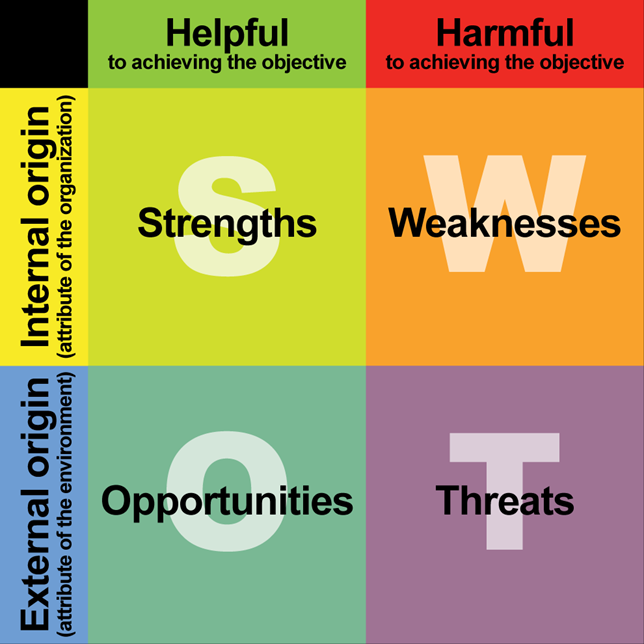 Helpful
to achieving the objective
Harmful
to achieving the objective
Internal origin
(attribute of the organization)
S
Strengths
W
Weaknesses
External origin
(attribute of the environment)
O
Opportunities
T
Threats